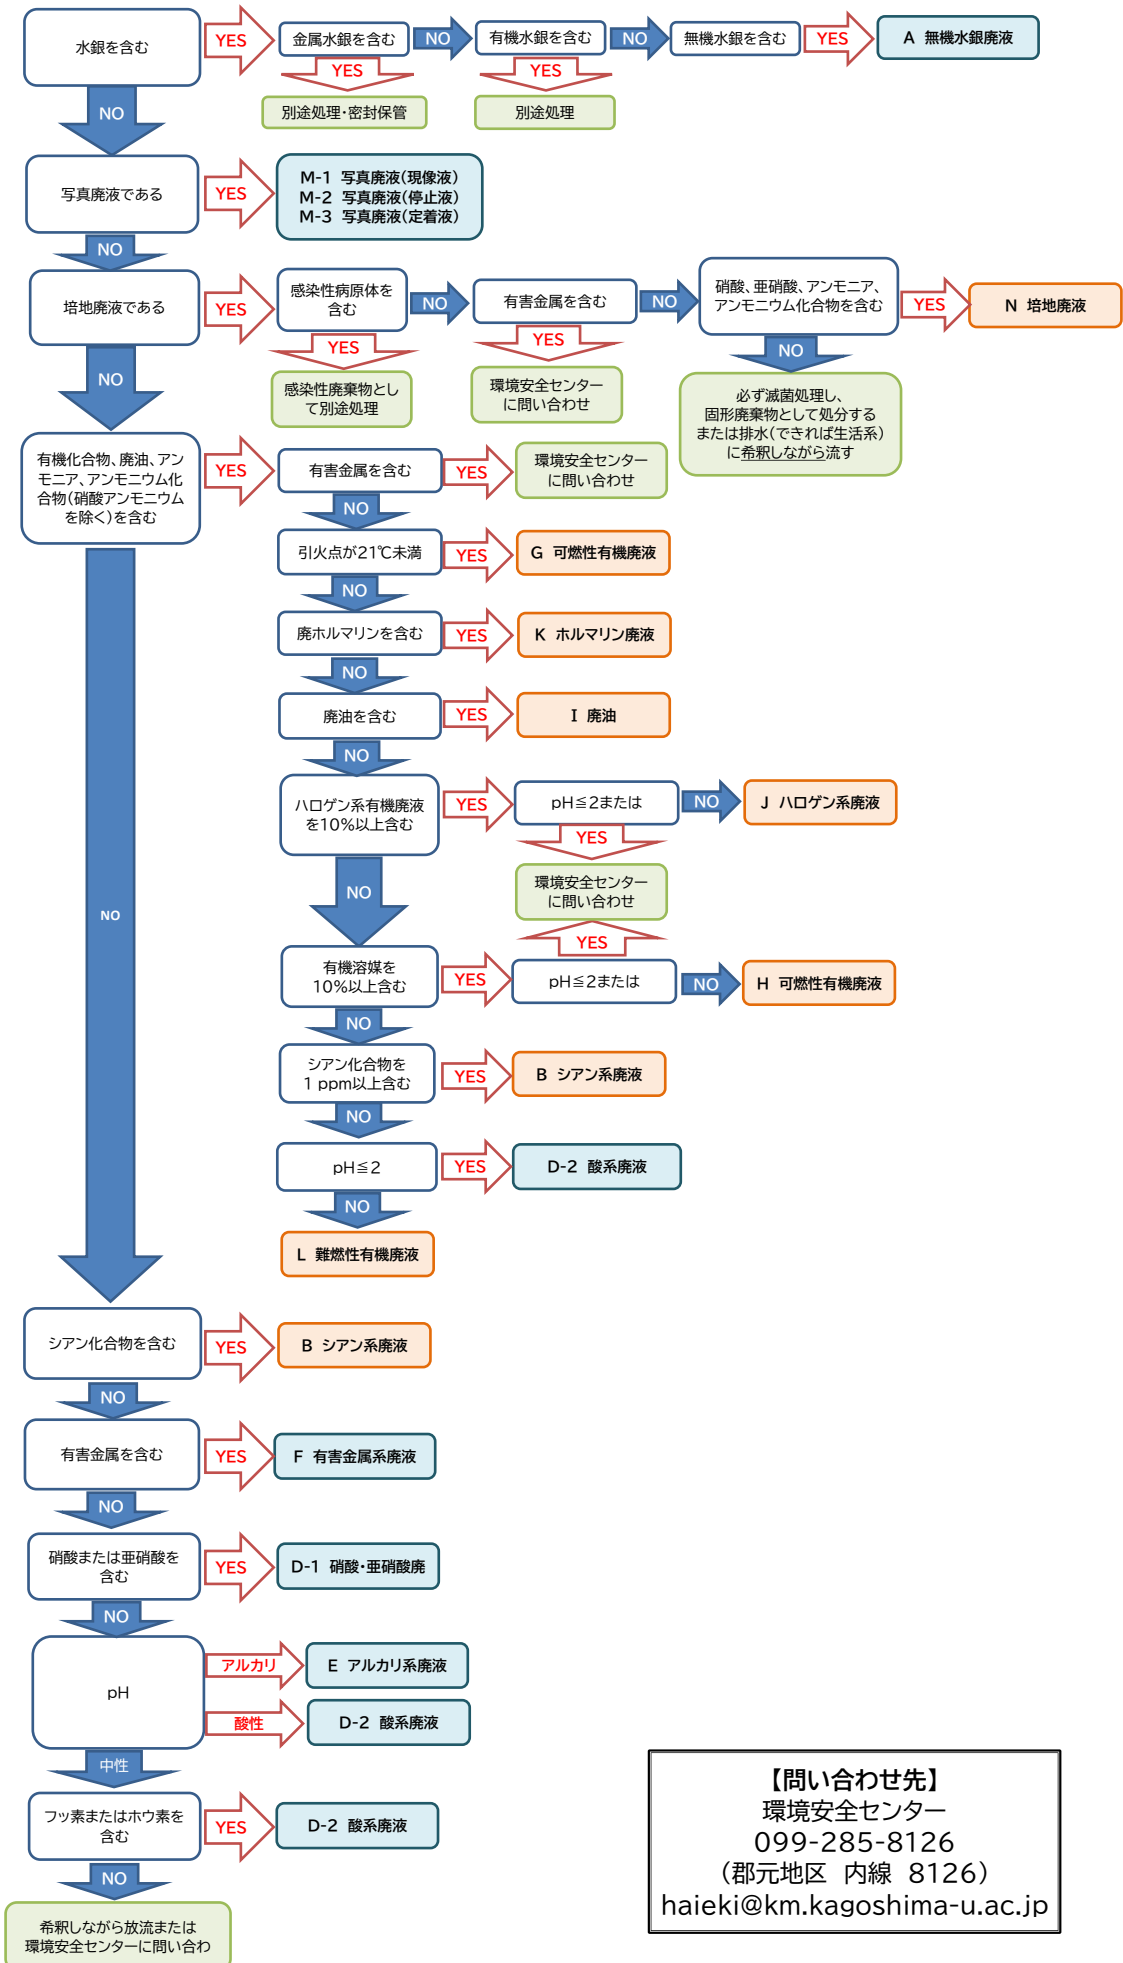 水銀を含む
YES
金属水銀を含む
NO
有機水銀を含む
NO
無機水銀を含む
YES
A 無機水銀廃液
YES
YES
別途処理・密封保管
別途処理
NO
写真廃液である
YES
M-1 写真廃液(現像液)
M-2 写真廃液(停止液)
M-3 写真廃液(定着液)
NO
培地廃液である
YES
感染性病原体を
含む
NO
有害金属を含む
NO
硝酸、亜硝酸、アンモニア、
アンモニウム化合物を含む
YES
N 培地廃液
YES
YES
NO
感染性廃棄物とし
て別途処理
環境安全センター
に問い合わせ
必ず滅菌処理し、
固形廃棄物として処分する
または排水(できれば生活系)
に希釈しながら流す
NO
有機化合物、廃油、アン
モニア、アンモニウム化
合物(硝酸アンモニウム
を除く)を含む
YES
有害金属を含む
YES
環境安全センター
に問い合わせ
NO
引火点が21℃未満
YES
G 可燃性有機廃液
NO
廃ホルマリンを含む
YES
K ホルマリン廃液
NO
廃油を含む
YES
I 廃油
NO
ハロゲン系有機廃液
を10%以上含む
YES
pH≦2または
NO
J ハロゲン系廃液
YES
環境安全センター
に問い合わせ
NO
YES
有機溶媒を
10%以上含む
YES
pH≦2または
NO
H 可燃性有機廃液
NO
シアン化合物を
1 ppm以上含む
YES
B シアン系廃液
NO
pH≦2
YES
D-2 酸系廃液
NO
L 難燃性有機廃液
NO
シアン化合物を含む
YES
B シアン系廃液
NO
有害金属を含む
YES
F 有害金属系廃液
NO
硝酸または亜硝酸を
含む
YES
D-1 硝酸・亜硝酸廃
NO
pH
アルカリ
E アルカリ系廃液
酸性
D-2 酸系廃液
中性
フッ素またはホウ素を
含む
YES
D-2 酸系廃液
NO
希釈しながら放流または
環境安全センターに問い合わ
【問い合わせ先】
環境安全センター
099-285-8126
(郡元地区 内線 8126)
haieki@km.kagoshima-u.ac.jp